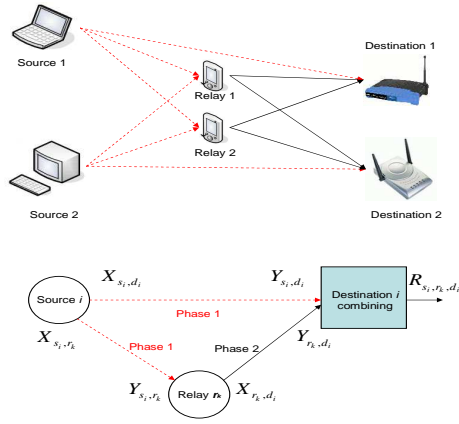 Destination 1
Source 1
Relay 1
Relay 2
Source 2
Destination 2
X_{s_i,d_i}
Y_{s_i,d_i}
R_{s_i,r_k,d_i}
Source i
Destination i
combining
Phase 1
X_{s_i,r_k}
Phase 1
Phase 2
Y_{r_k,d_i}
Y_{s_i,r_k}
Relay r_k
X_{r_k,d_i}